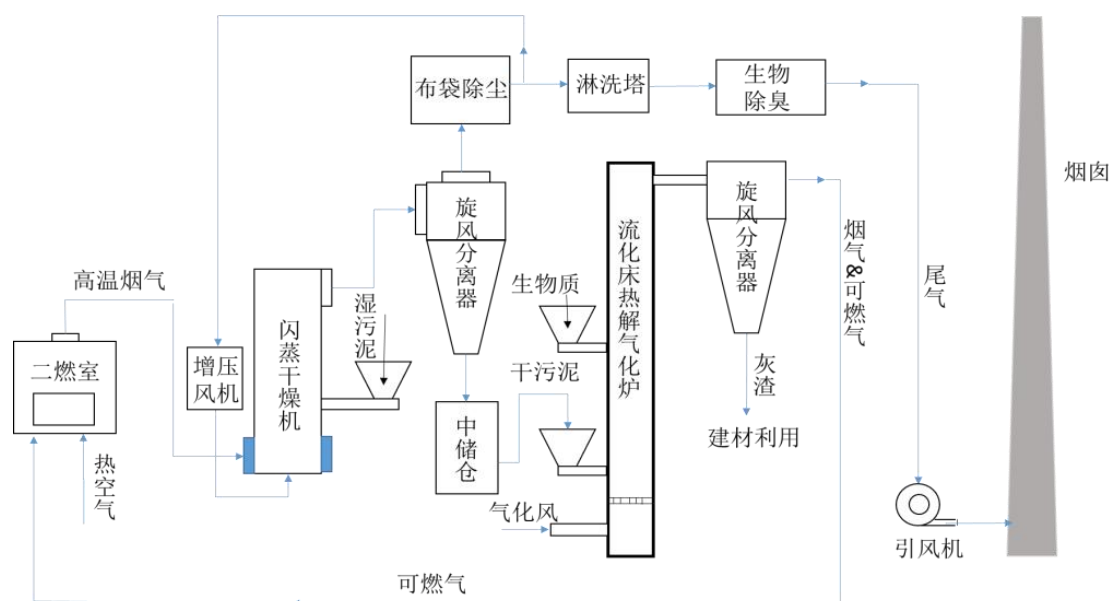 布袋除尘
淋洗塔
生物
除臭
烟囱
旋风分离器
旋风分离器
流化床热解气化炉
烟气&可燃气
尾气
高温烟气
湿污泥
生物质
二燃室
增压
风机
闪蒸干燥机
干污泥
灰渣
中储仓
建材利用
热空气
气化风
引风机
可燃气